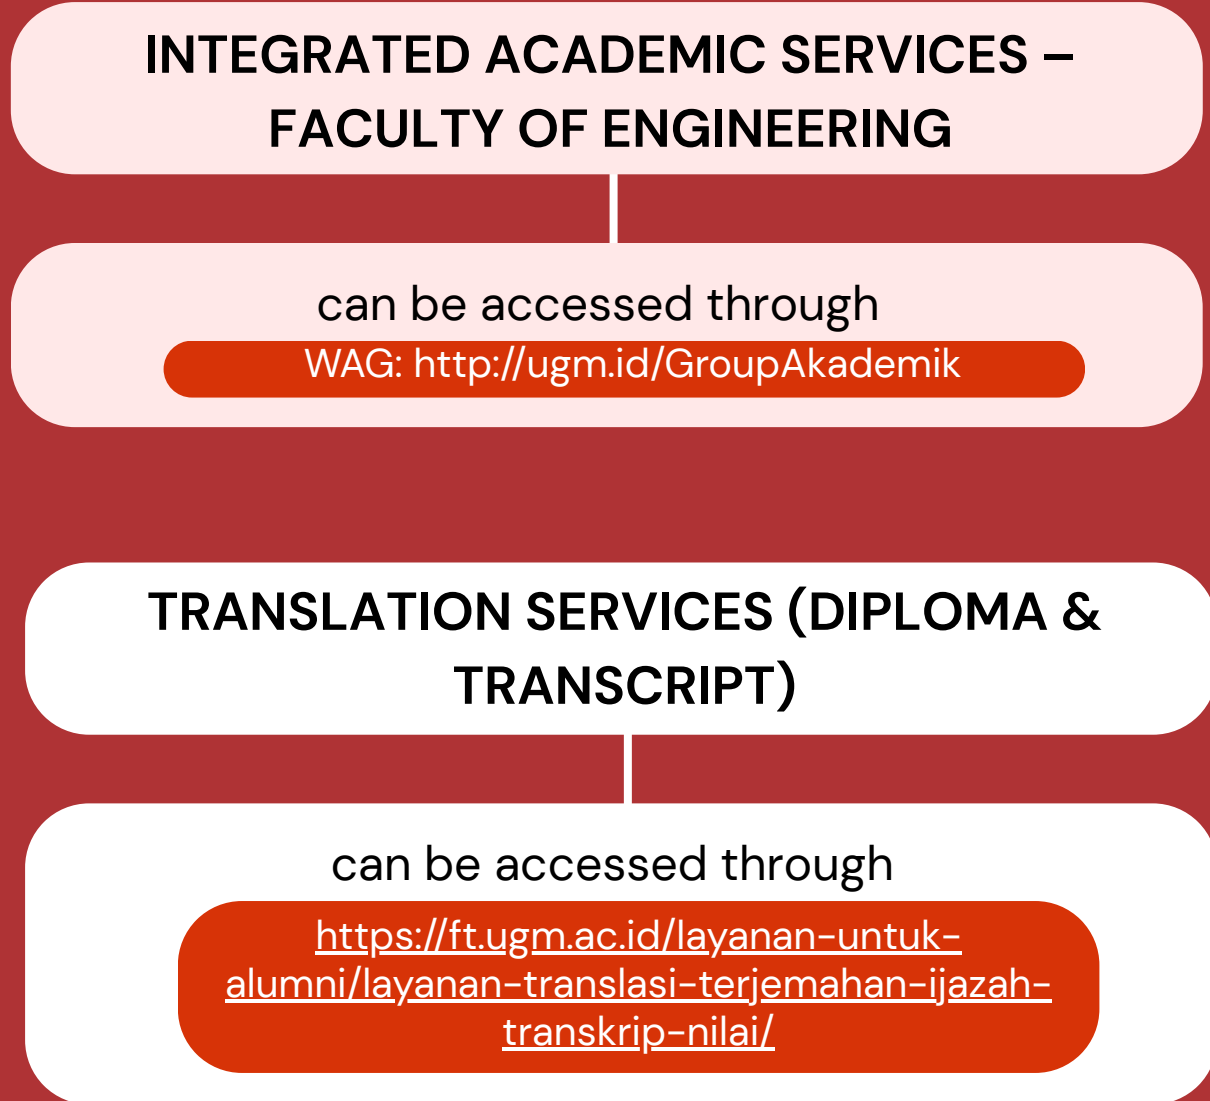 INTEGRATED ACADEMIC SERVICES –
FACULTY OF ENGINEERING
can be accessed through
WAG: http://ugm.id/GroupAkademik
TRANSLATION SERVICES (DIPLOMA &
TRANSCRIPT)
can be accessed through
https://ft.ugm.ac.id/layanan-untuk-
alumni/layanan-translasi-terjemahan-ijazah-
transkrip-nilai/